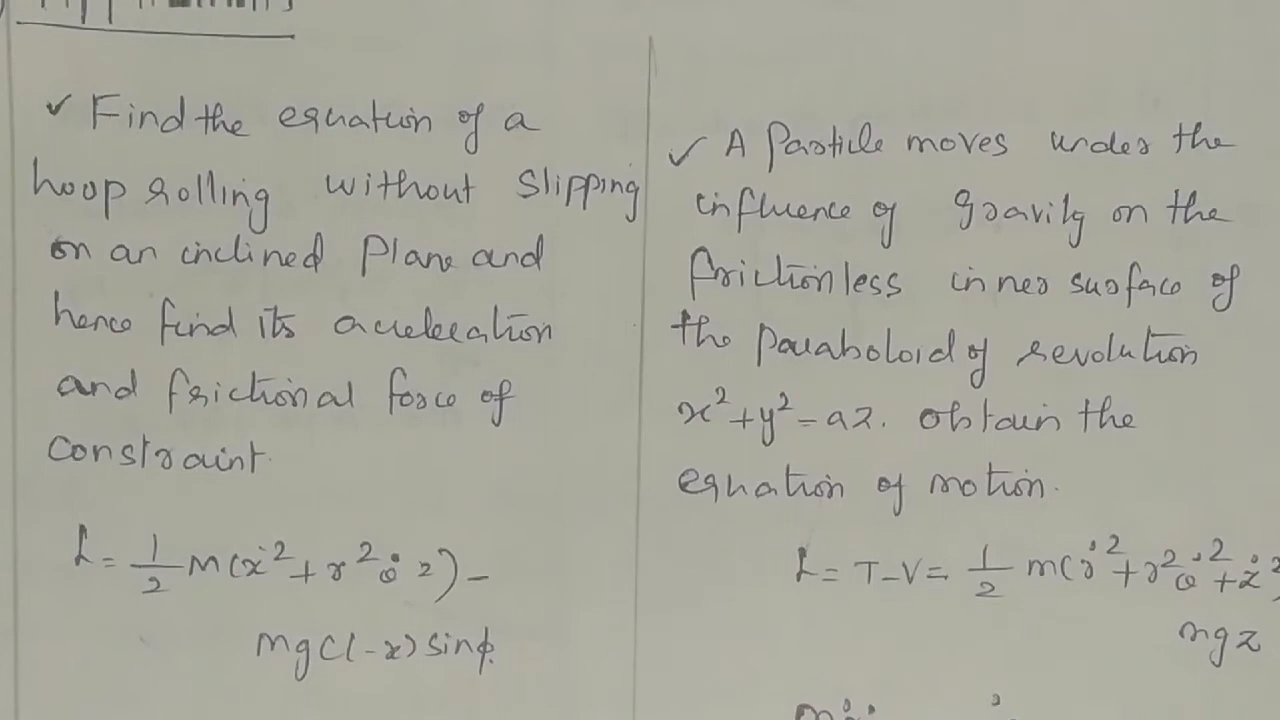 ✓ Find the equation of a
hoop rolling without slipping
on an inclined plane and
hence find its acceleration
and frictional force of
constraint.
L = 1/2 m(ẋ² + r²θ̇²) -
mg(l-x) sinϕ.
✓ A Particle moves under the
influence of gravity on the
frictionless inner surface of
the paraboloid of revolution
x²+y²=az. obtain the
equation of motion.
L = T-V = 1/2 m(ṙ²+r²θ̇²+ż²)
mgz